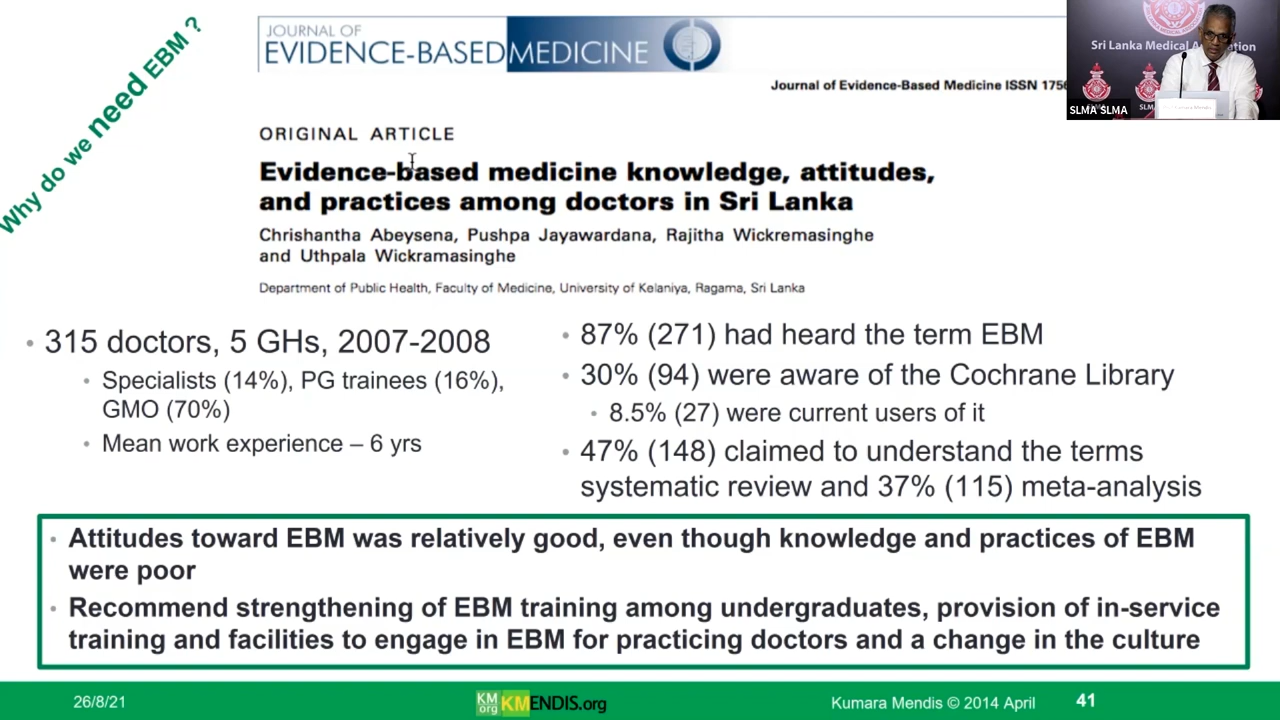 Why do we need EBM ?
JOURNAL OF
EVIDENCE-BASED MEDICINE
Journal of Evidence-Based Medicine ISSN
ORIGINAL ARTICLE
Evidence-based medicine knowledge, attitudes,
and practices among doctors in Sri Lanka
Chrishantha Abeysena, Pushpa Jayawardana, Rajitha Wickremasinghe
and Uthpala Wickramasinghe
Department of Public Health, Faculty of Medicine, University of Kelaniya, Ragama, Sri Lanka
• 315 doctors, 5 GHs, 2007-2008
• Specialists (14%), PG trainees (16%),
GMO (70%)
• Mean work experience – 6 yrs
• 87% (271) had heard the term EBM
• 30% (94) were aware of the Cochrane Library
• 8.5% (27) were current users of it
• 47% (148) claimed to understand the terms
systematic review and 37% (115) meta-analysis
• Attitudes toward EBM was relatively good, even though knowledge and practices of EBM
were poor
• Recommend strengthening of EBM training among undergraduates, provision of in-service
training and facilities to engage in EBM for practicing doctors and a change in the culture
26/8/21
KM
org KMENDIS.org
Kumara Mendis © 2014 April
41
Sri Lanka Medical
SLMA SLMA